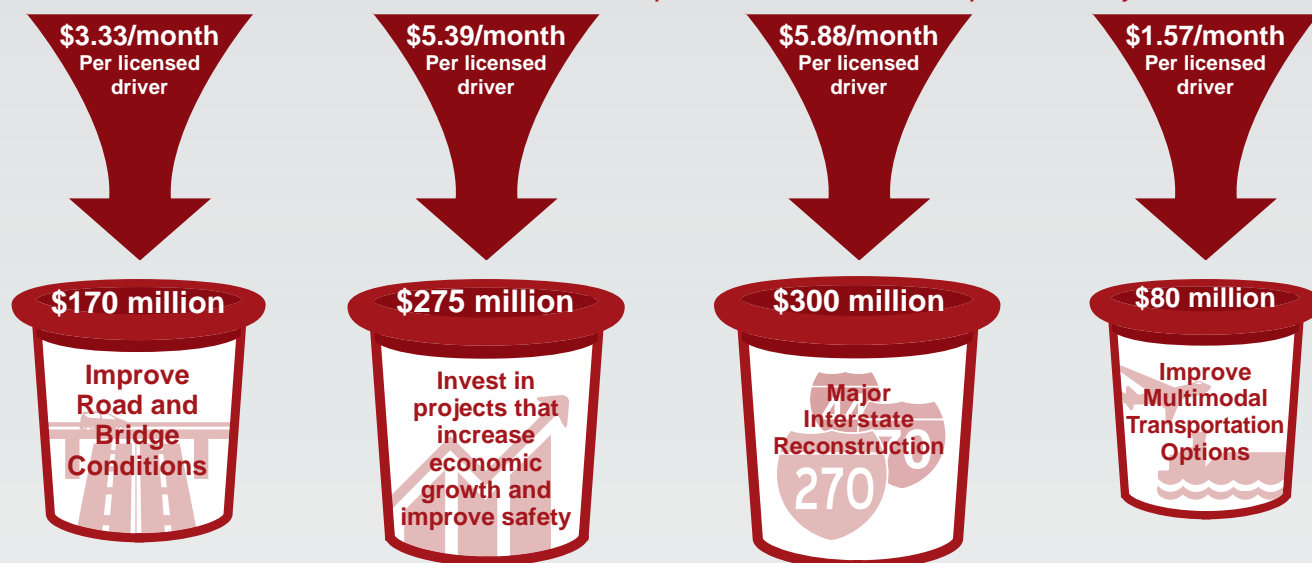 $3.33/month
Per licensed
driver
$5.39/month
Per licensed
driver
$5.88/month
Per licensed
driver
$1.57/month
Per licensed
driver
$170 million
Improve
Road and
Bridge
Conditions
$275 million
Invest in
projects that
increase
economic
growth and
improve safety
$300 million
Major
Interstate
Reconstruction
44
70
270
$80 million
Improve
Multimodal
Transportation
Options